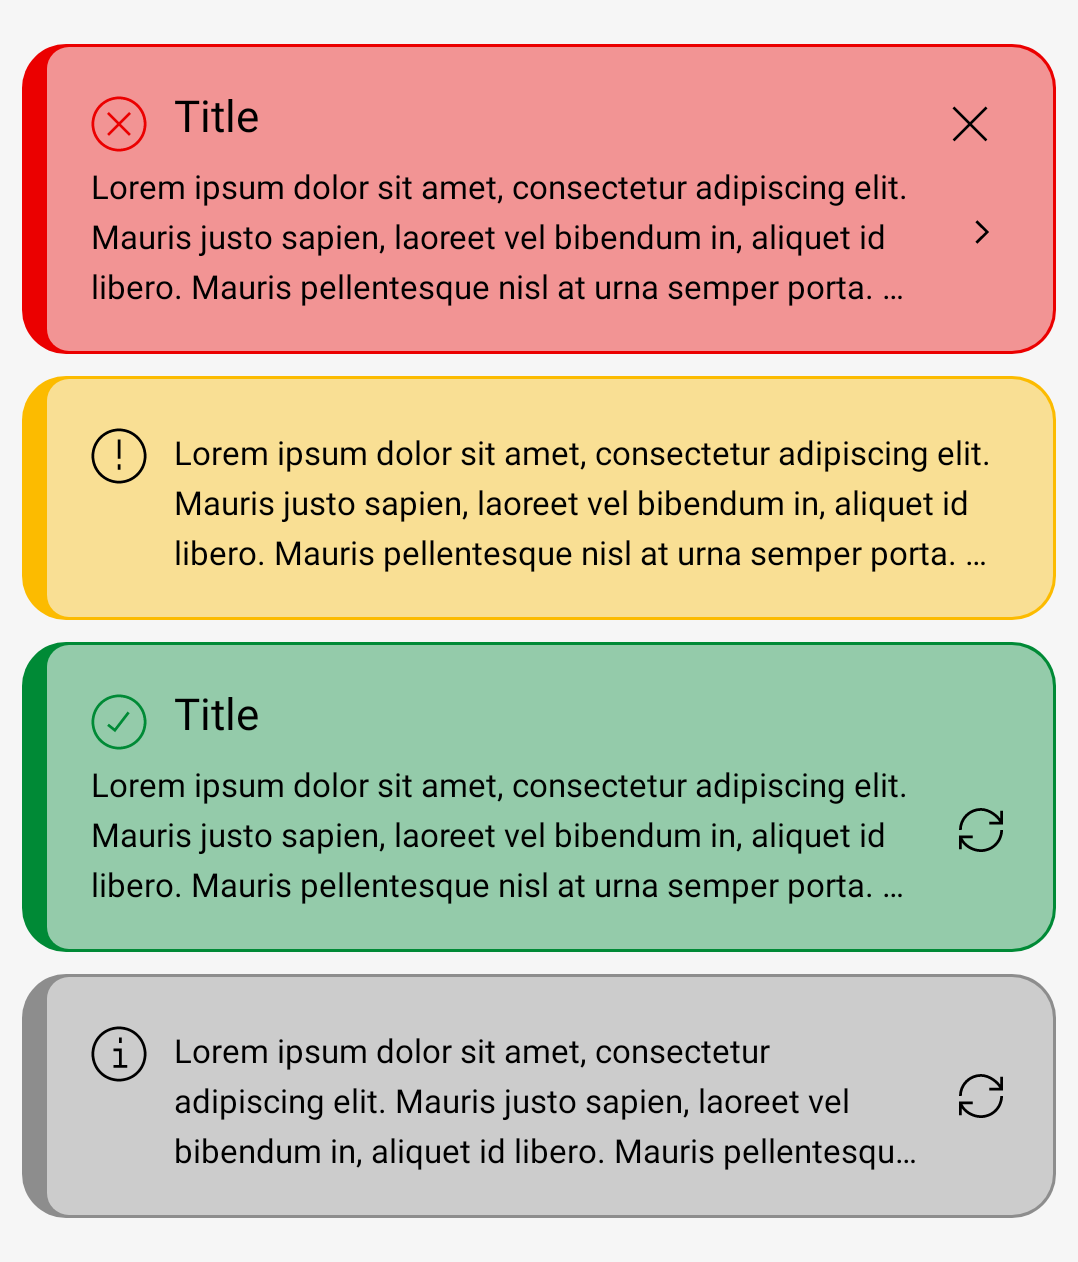 Title
Lorem ipsum dolor sit amet, consectetur adipiscing elit.
Mauris justo sapien, laoreet vel bibendum in, aliquet id
libero. Mauris pellentesque nisl at urna semper porta. ...
Lorem ipsum dolor sit amet, consectetur adipiscing elit.
Mauris justo sapien, laoreet vel bibendum in, aliquet id
libero. Mauris pellentesque nisl at urna semper porta. ...
Title
Lorem ipsum dolor sit amet, consectetur adipiscing elit.
Mauris justo sapien, laoreet vel bibendum in, aliquet id
libero. Mauris pellentesque nisl at urna semper porta. ...
Lorem ipsum dolor sit amet, consectetur
adipiscing elit. Mauris justo sapien, laoreet vel
bibendum in, aliquet id libero. Mauris pellentesqu...